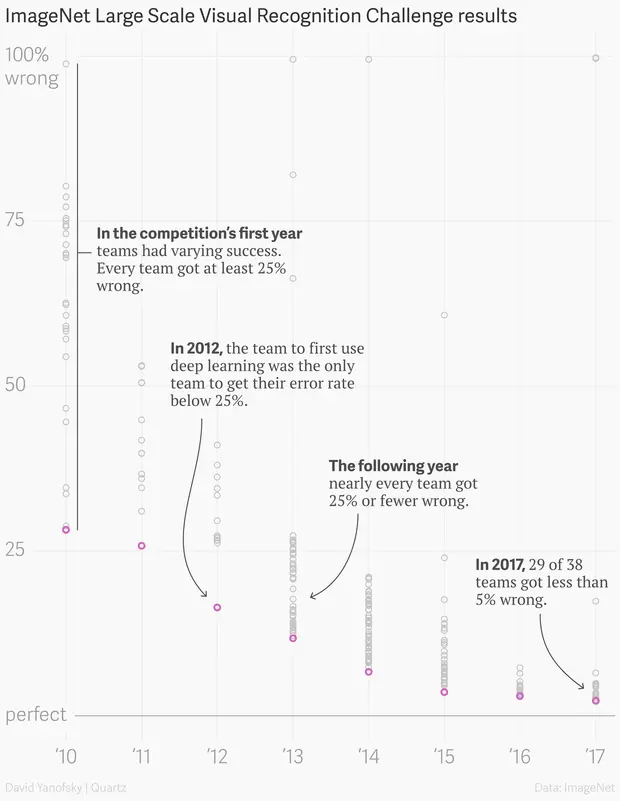 ImageNet Large Scale Visual Recognition Challenge results
100%
wrong
75
In the competition’s first year
teams had varying success.
Every team got at least 25%
wrong.
In 2012, the team to first use
deep learning was the only
team to get their error rate
below 25%.
50
The following year
nearly every team got
25% or fewer wrong.
25
In 2017, 29 of 38
teams got less than
5% wrong.
perfect
’10 ’11 ’12 ’13 ’14 ’15 ’16 ’17
David Yanofsky | Quartz
Data: ImageNet